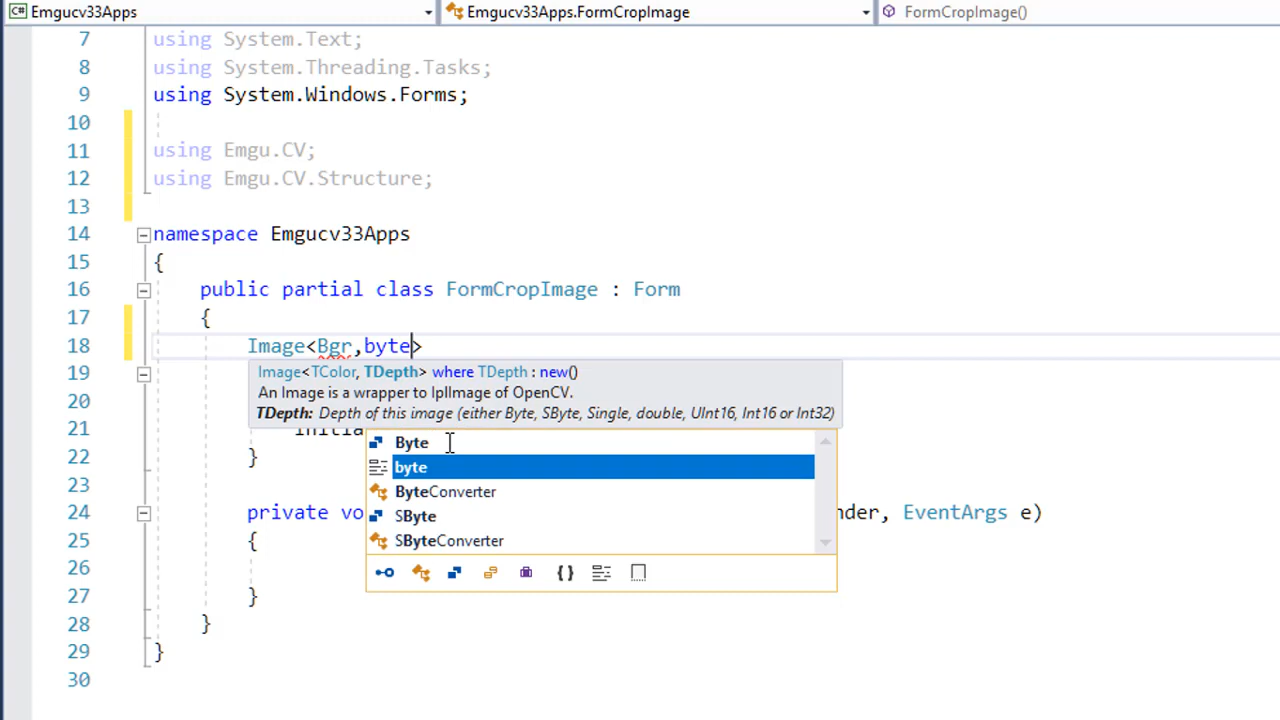 C# Emgucv33Apps Emgucv33Apps.FormCropImage FormCropImage()
7 using System.Text;
8 using System.Threading.Tasks;
9 using System.Windows.Forms;
10
11 using Emgu.CV;
12 using Emgu.CV.Structure;
13
14 namespace Emgucv33Apps
15 {
16 public partial class FormCropImage : Form
17 {
18 Image<Bgr,byte>
19 Image<TColor, TDepth> where TDepth : new()
An Image is a wrapper to IplImage of OpenCV.
20 TDepth: Depth of this image (either Byte, SByte, Single, double, UInt16, Int16 or Int32)
21 Initia
Byte
22 }
byte
23 ByteConverter
24 private vo SByte nder, EventArgs e)
25 { SByteConverter
26 {}
27 }
28 }
29 }
30